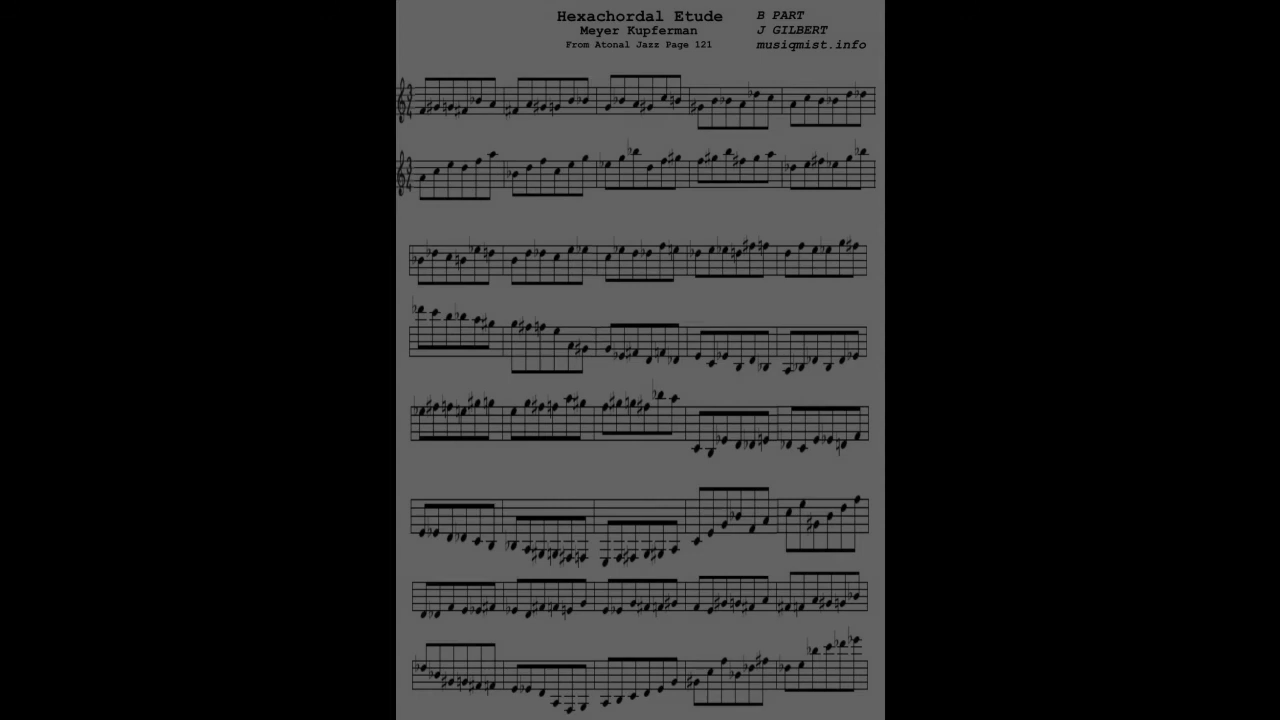 Hexachordal Etude
Meyer Kupferman
From Atonal Jazz Page 121
B PART
J GILBERT
musiqmist.info